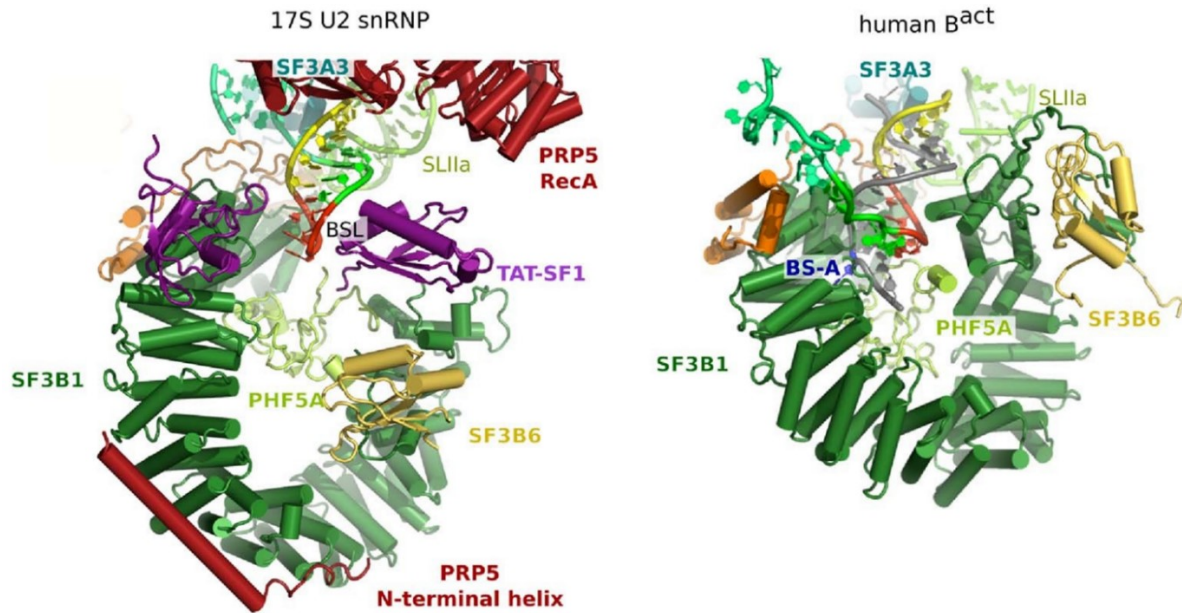 17S U2 snRNP
human Bact
SF3A3
SLIIa
PRP5
RecA
BSL
TAT-SF1
SF3B1
PHF5A
SF3B6
PRP5
N-terminal helix
SF3A3
SLIIa
BS-A
PHF5A
SF3B6
SF3B1